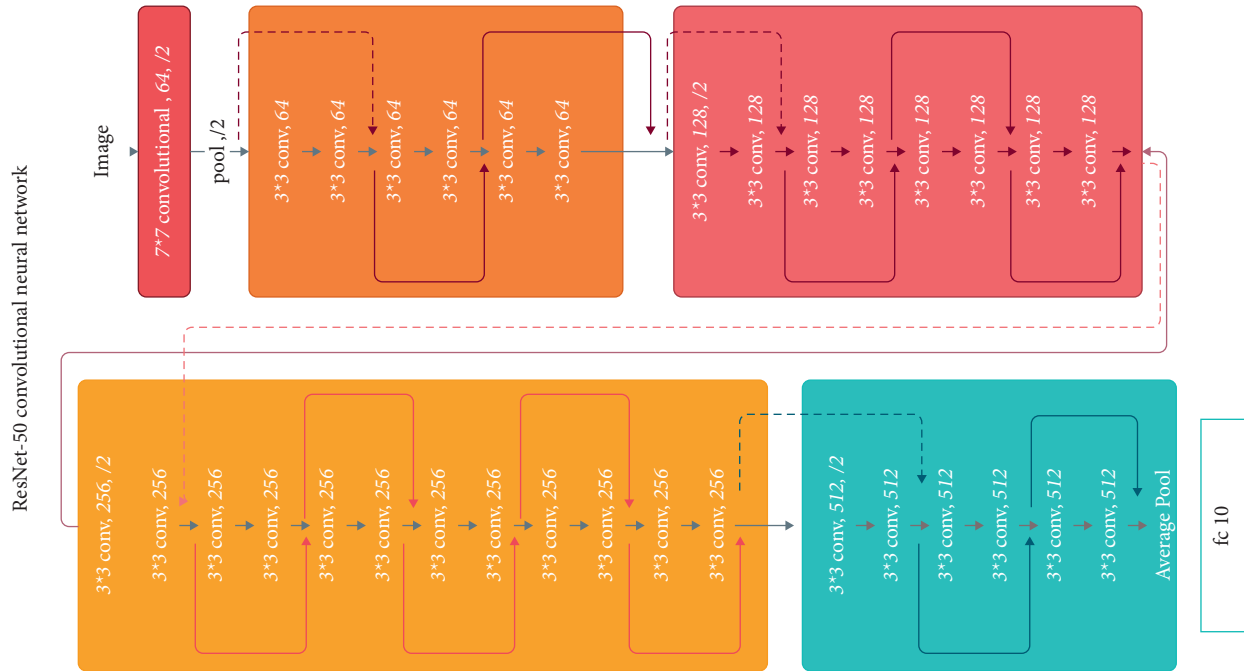 ResNet-50 convolutional neural network
Image
7*7 convolutional , 64, /2
pool ,/2
3*3 conv, 64
3*3 conv, 64
3*3 conv, 64
3*3 conv, 64
3*3 conv, 64
3*3 conv, 64
3*3 conv, 128, /2
3*3 conv, 128
3*3 conv, 128
3*3 conv, 128
3*3 conv, 128
3*3 conv, 128
3*3 conv, 128
3*3 conv, 128
3*3 conv, 256, /2
3*3 conv, 256
3*3 conv, 256
3*3 conv, 256
3*3 conv, 256
3*3 conv, 256
3*3 conv, 256
3*3 conv, 256
3*3 conv, 256
3*3 conv, 256
3*3 conv, 256
3*3 conv, 256
3*3 conv, 512, /2
3*3 conv, 512
3*3 conv, 512
3*3 conv, 512
3*3 conv, 512
3*3 conv, 512
Average Pool
fc 10